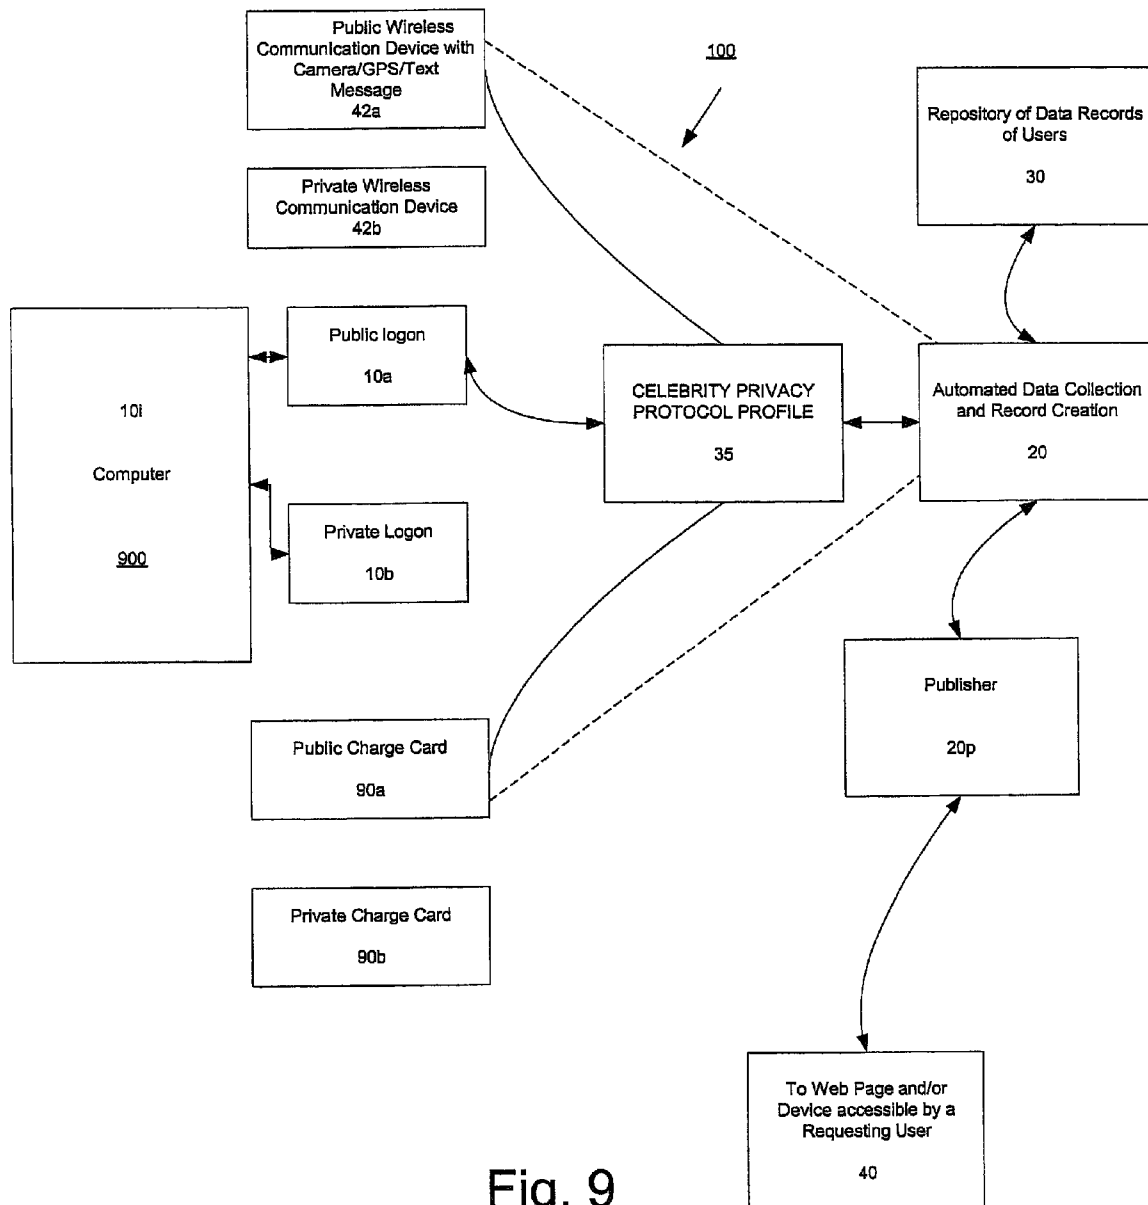 Public Wireless
Communication Device with
Camera/GPS/Text
Message
42a
100
Repository of Data Records
of Users
30
Private Wireless
Communication Device
42b
10i
Computer
900
Public logon
10a
Private Logon
10b
CELEBRITY PRIVACY
PROTOCOL PROFILE
35
Automated Data Collection
and Record Creation
20
Publisher
20p
Public Charge Card
90a
Private Charge Card
90b
To Web Page and/or
Device accessible by a
Requesting User
40
Fig. 9